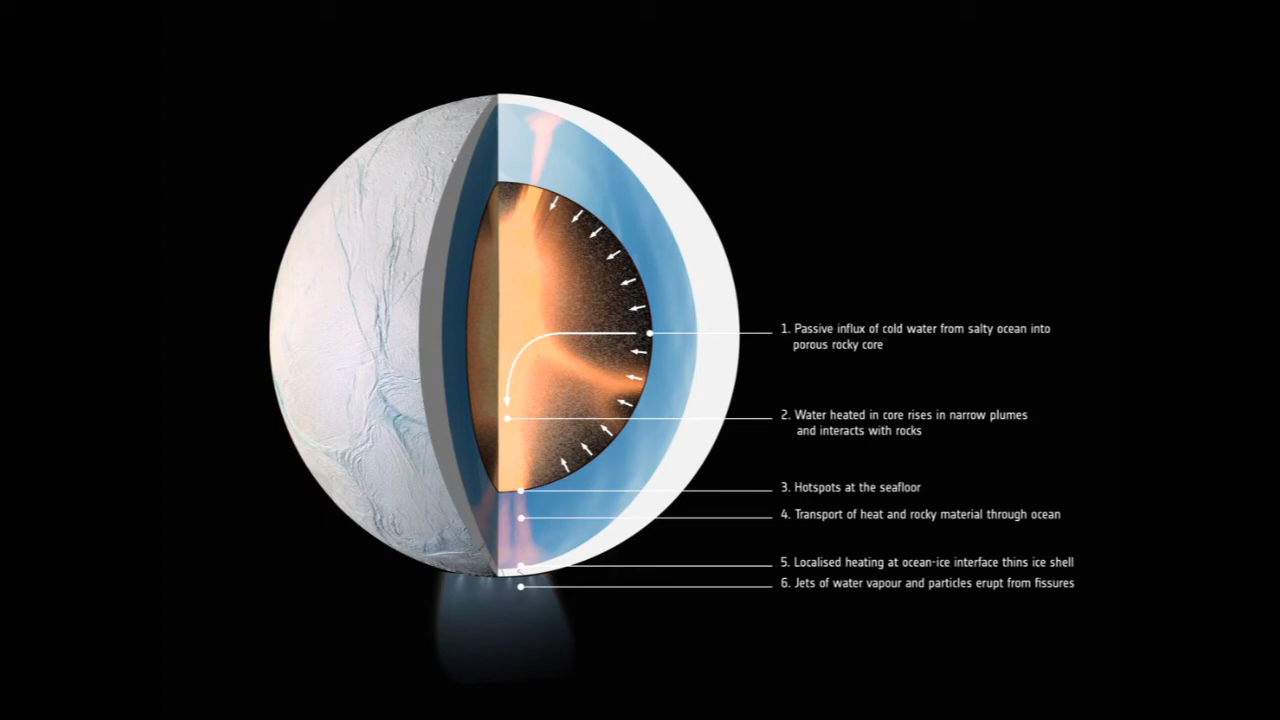 1. Passive influx of cold water from salty ocean into
porous rocky core
2. Water heated in core rises in narrow plumes
and interacts with rocks
3. Hotspots at the seafloor
4. Transport of heat and rocky material through ocean
5. Localised heating at ocean-ice interface thins ice shell
6. Jets of water vapour and particles erupt from fissures